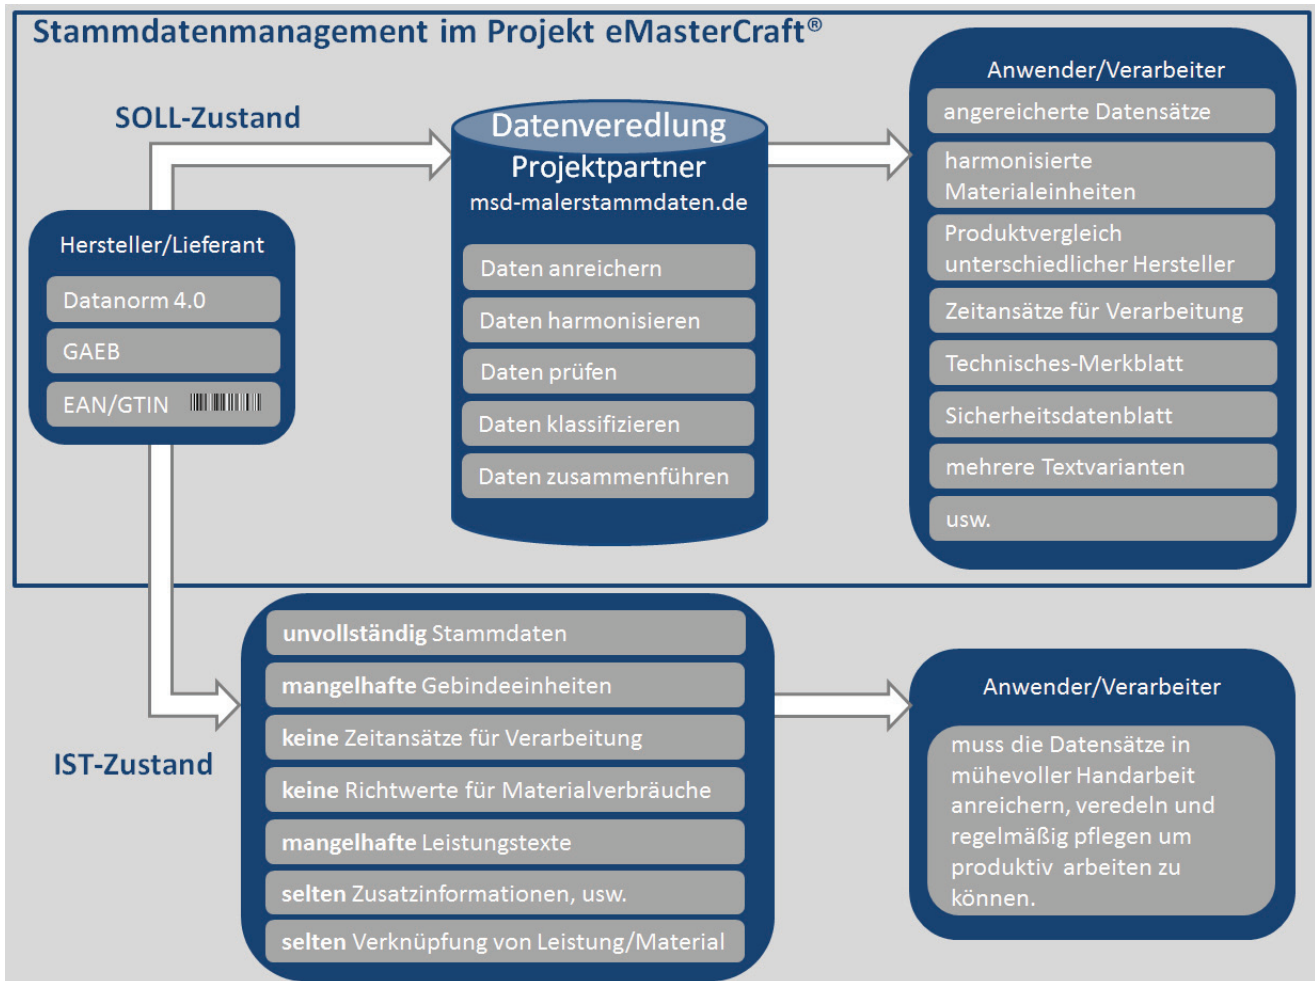 Stammdatenmanagement im Projekt eMasterCraft®
SOLL-Zustand
Hersteller/Lieferant
Datanorm 4.0
GAEB
EAN/GTIN
Datenveredlung
Projektpartner
msd-malerstammdaten.de
Daten anreichern
Daten harmonisieren
Daten prüfen
Daten klassifizieren
Daten zusammenführen
Anwender/Verarbeiter
angereicherte Datensätze
harmonisierte
Materialeinheiten
Produktvergleich
unterschiedlicher Hersteller
Zeitansätze für Verarbeitung
Technisches-Merkblatt
Sicherheitsdatenblatt
mehrere Textvarianten
usw.
IST-Zustand
unvollständig Stammdaten
mangelhafte Gebindeeinheiten
keine Zeitansätze für Verarbeitung
keine Richtwerte für Materialverbräuche
mangelhafte Leistungstexte
selten Zusatzinformationen, usw.
selten Verknüpfung von Leistung/Material
Anwender/Verarbeiter
muss die Datensätze in
mühevoller Handarbeit
anreichern, veredeln und
regelmäßig pflegen um
produktiv arbeiten zu
können.